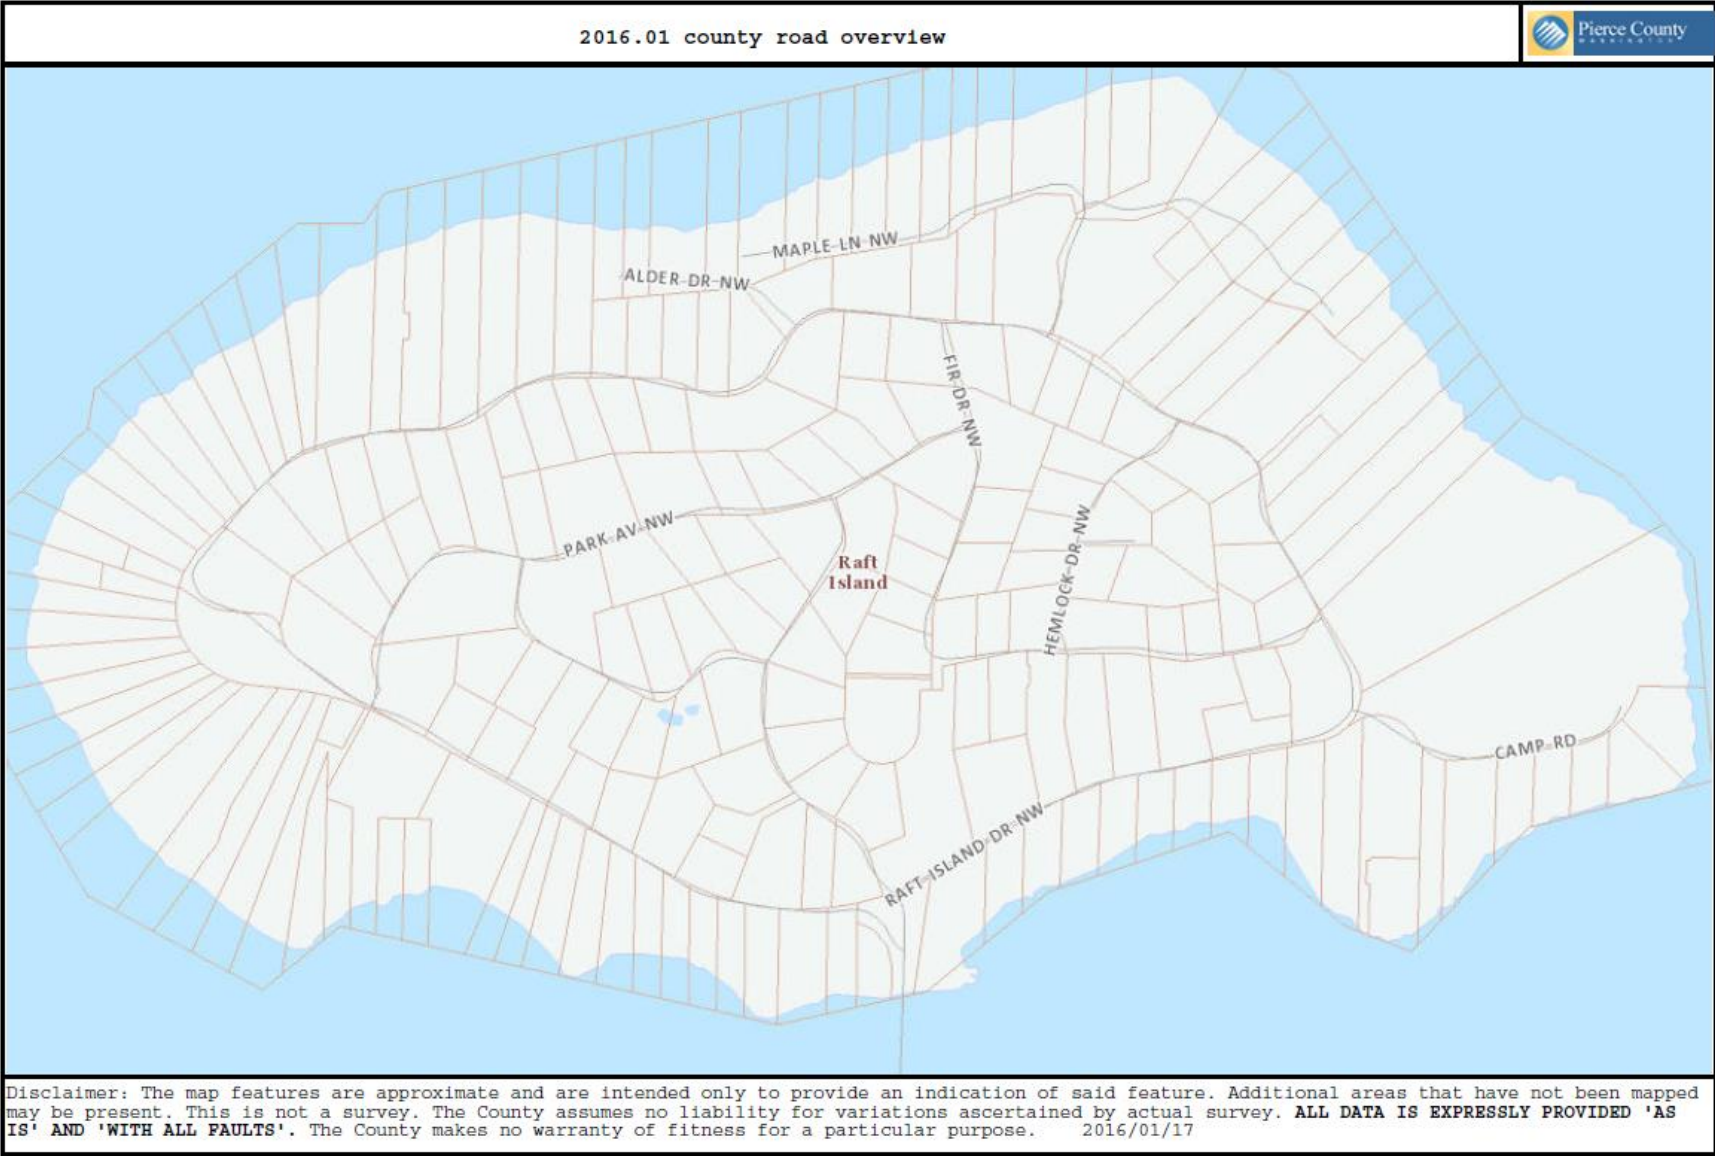 2016.01 county road overview
Pierce County
WASHINGTON
MAPLE LN NW
ALDER DR NW
FIR DR NW
PARK AV NW
HEMLOCK DR NW
Raft
Island
CAMP RD
RAFT ISLAND DR NW
Disclaimer: The map features are approximate and are intended only to provide an indication of said feature. Additional areas that have not been mapped
may be present. This is not a survey. The County assumes no liability for variations ascertained by actual survey. ALL DATA IS EXPRESSLY PROVIDED 'AS
IS' AND 'WITH ALL FAULTS'. The County makes no warranty of fitness for a particular purpose. 2016/01/17